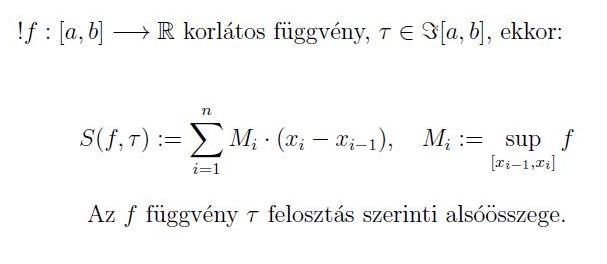 !f : [a, b] ⟶ ℝ korlátos függvény, τ ∈ ℑ[a, b], ekkor:
S(f, τ) := ∑_{i=1}^{n} M_i · (x_i − x_{i−1}), M_i := sup_{[x_{i−1}, x_i]} f
Az f függvény τ felosztás szerinti alsóösszege.